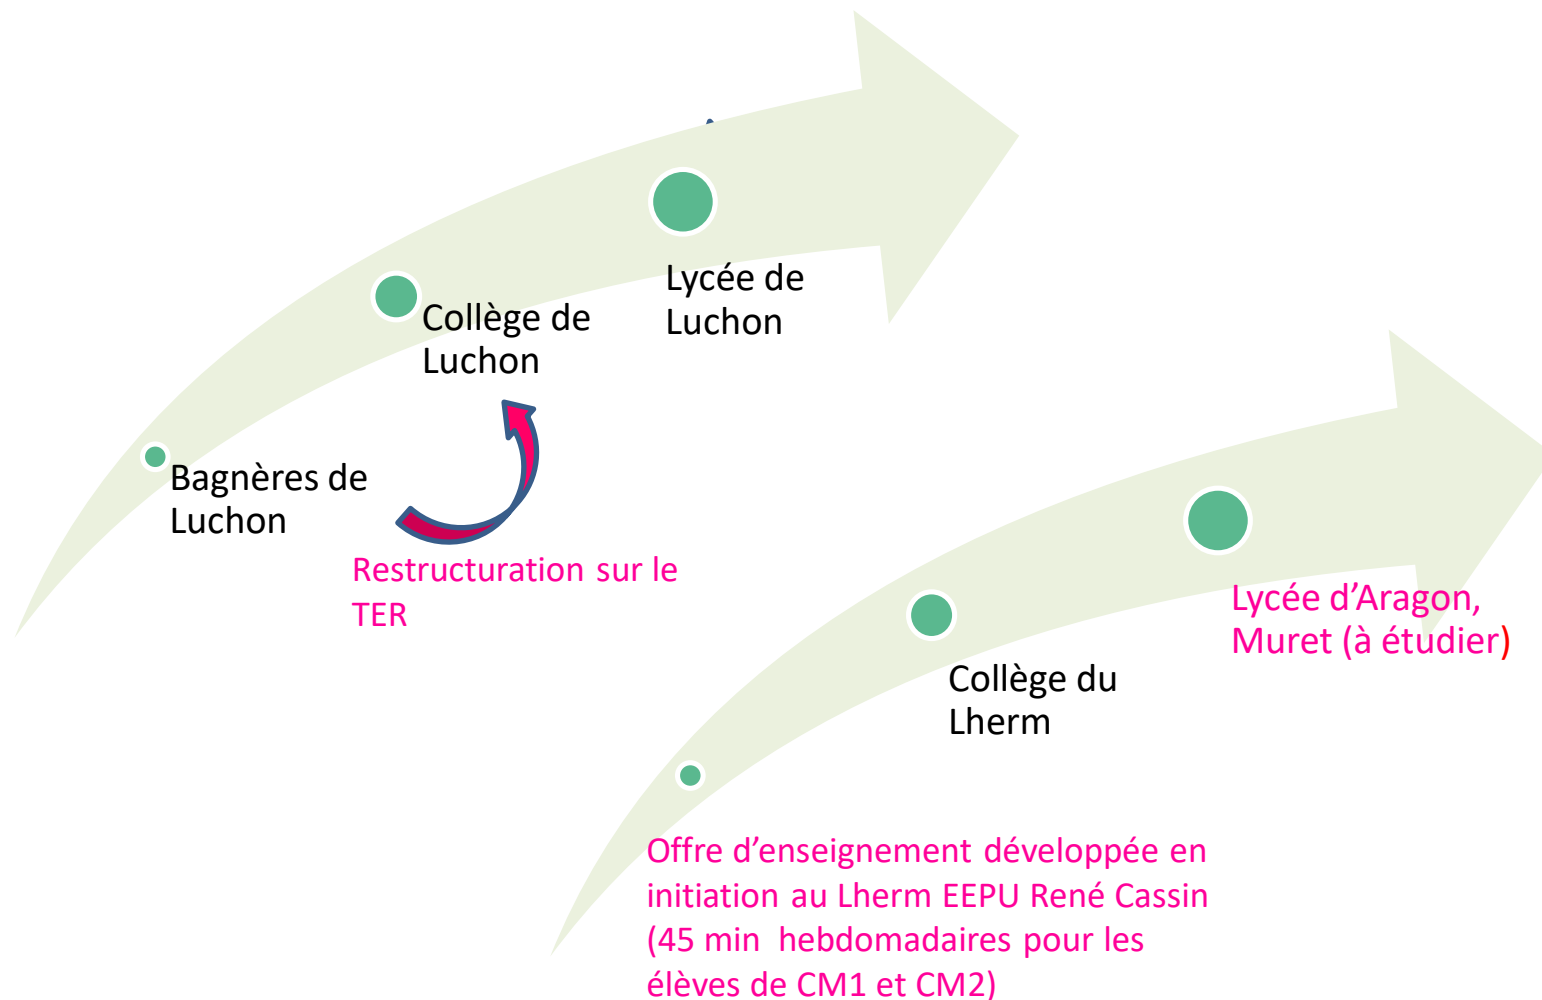 Lycée de
Luchon
Collège de
Luchon
Bagnères de
Luchon
Restructuration sur le
TER
Lycée d’Aragon,
Muret (à étudier)
Collège du
Lherm
Offre d’enseignement développée en
initiation au Lherm EEPU René Cassin
(45 min hebdomadaires pour les
élèves de CM1 et CM2)